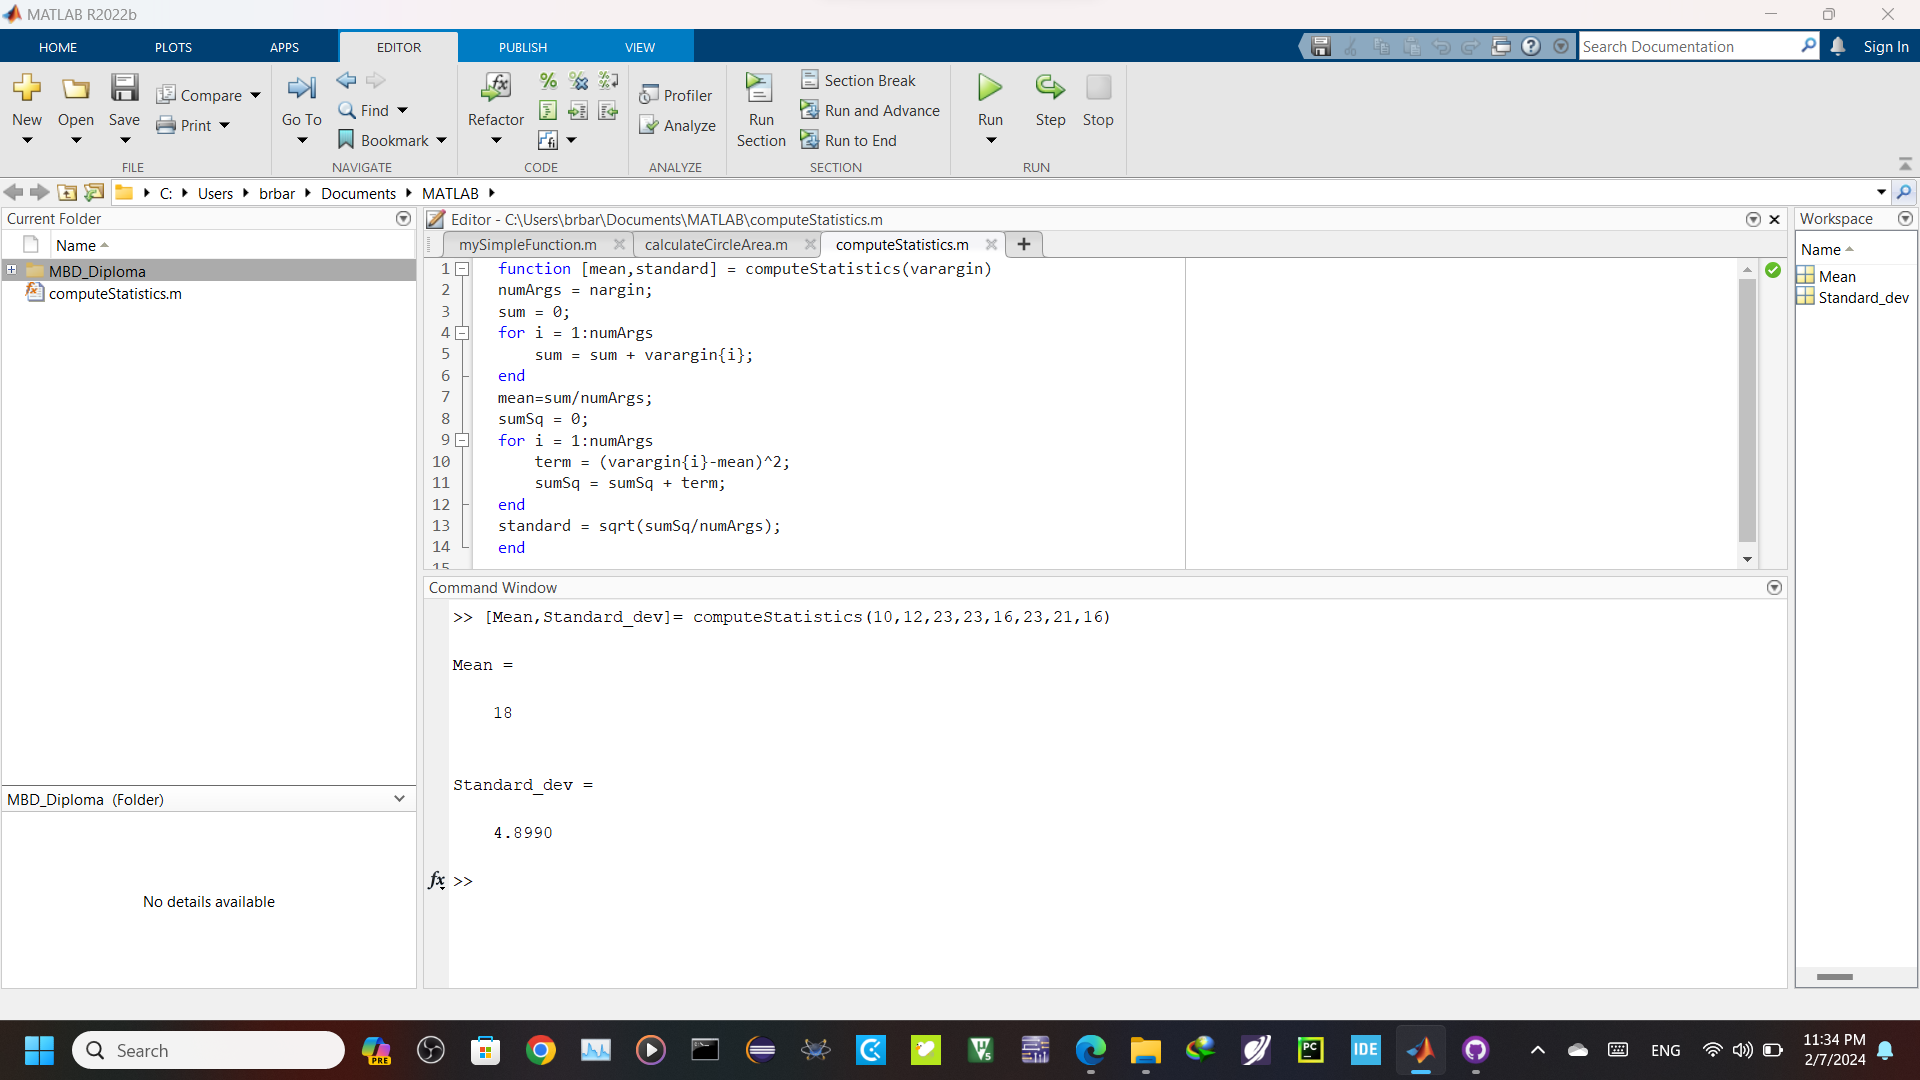 MATLAB R2022b
HOME PLOTS APPS EDITOR PUBLISH VIEW
Search Documentation
Sign In
New
Open
Save
Compare
Print
FILE
Go To
Find
Bookmark
NAVIGATE
Refactor
CODE
Profiler
Analyze
ANALYZE
Run
Section
Section Break
Run and Advance
Run to End
SECTION
Run
Step
Stop
RUN
C: Users brbar Documents MATLAB
Current Folder
Name
MBD_Diploma
computeStatistics.m
MBD_Diploma (Folder)
No details available
Editor - C:\Users\brbar\Documents\MATLAB\computeStatistics.m
mySimpleFunction.m calculateCircleArea.m computeStatistics.m
1 function [mean,standard] = computeStatistics(varargin)
2 numArgs = nargin;
3 sum = 0;
4 for i = 1:numArgs
5 sum = sum + varargin{i};
6 end
7 mean=sum/numArgs;
8 sumSq = 0;
9 for i = 1:numArgs
10 term = (varargin{i}-mean)^2;
11 sumSq = sumSq + term;
12 end
13 standard = sqrt(sumSq/numArgs);
14 end
15
Command Window
>> [Mean,Standard_dev]= computeStatistics(10,12,23,23,16,23,21,16)
Mean =
18
Standard_dev =
4.8990
fx >>
Workspace
Name
Mean
Standard_dev
Search
PRE
PC
IDE
ENG
11:34 PM
2/7/2024